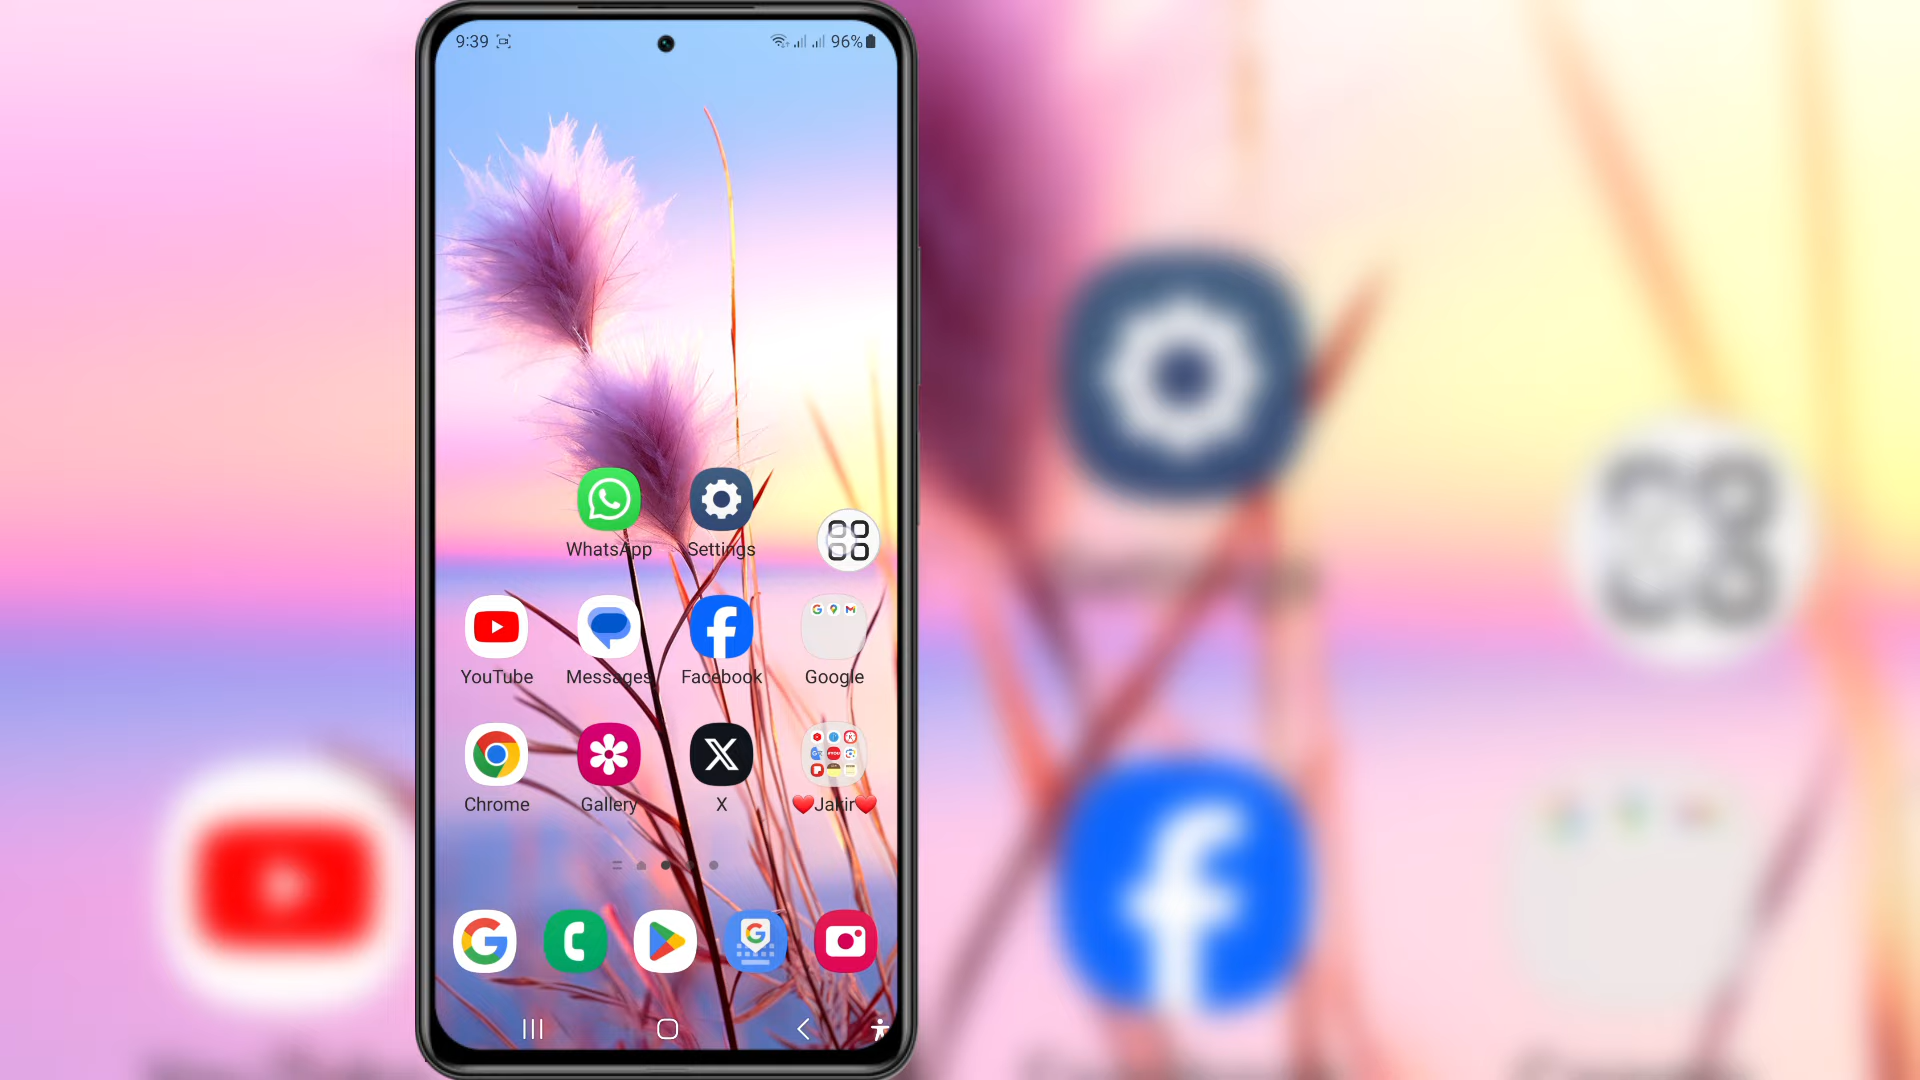 9:39 96%
WhatsApp Settings
YouTube Messages Facebook Google
Chrome Gallery X ❤️Jakir❤️